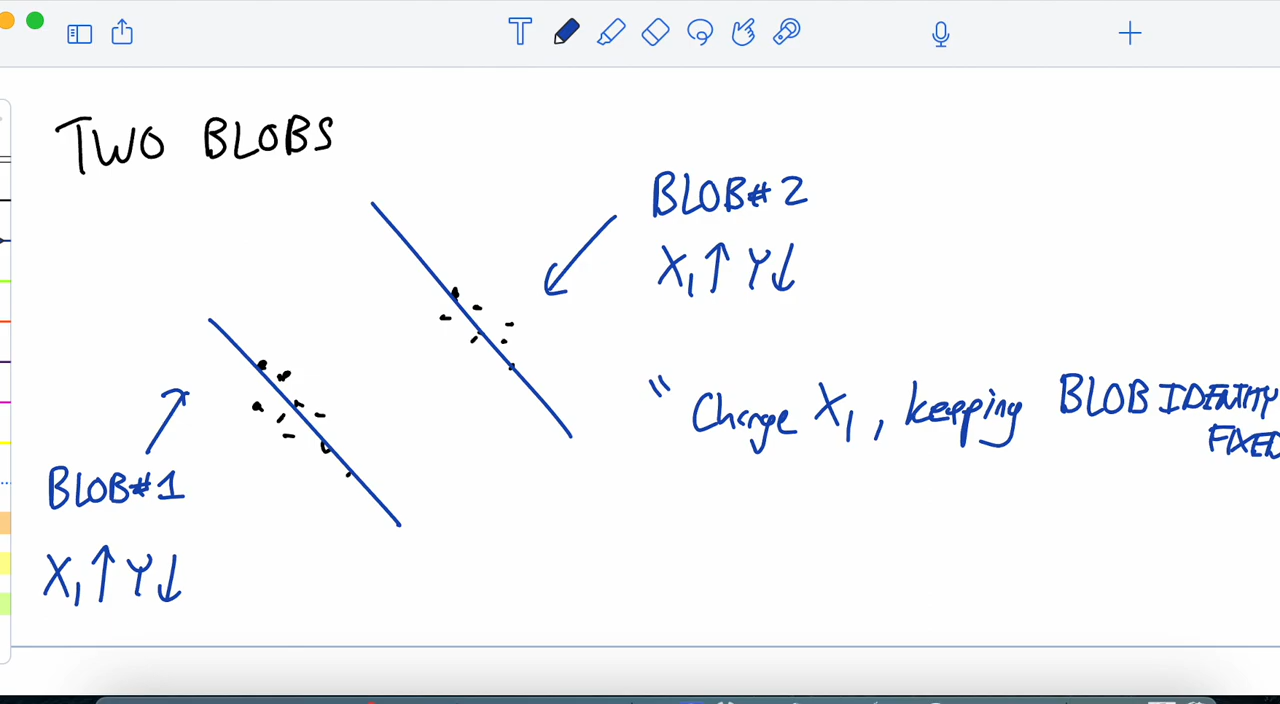 TWO BLOBS
BLOB#2
X₁↑ Y↓
"Change X₁, keeping BLOB IDENTITY
FIXED
BLOB#1
X₁↑ Y↓